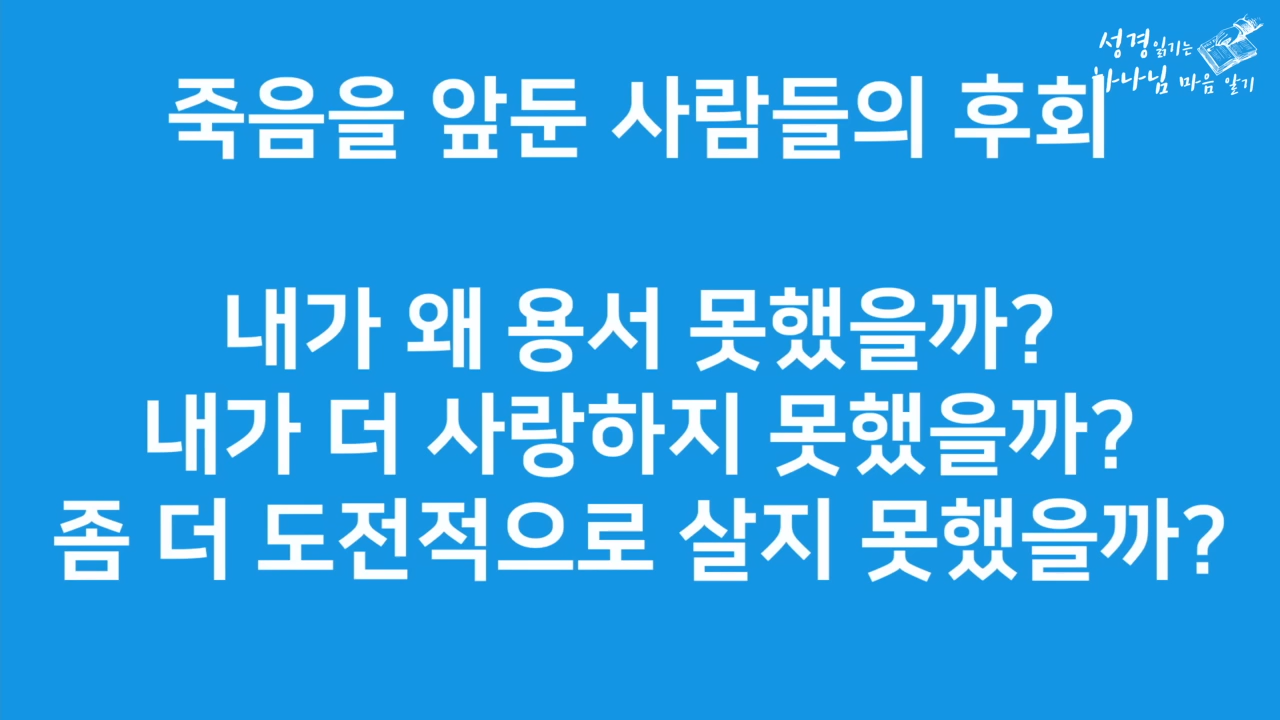 성경읽기는
하나님 마음 알기
죽음을 앞둔 사람들의 후회
내가 왜 용서 못했을까?
내가 더 사랑하지 못했을까?
좀 더 도전적으로 살지 못했을까?